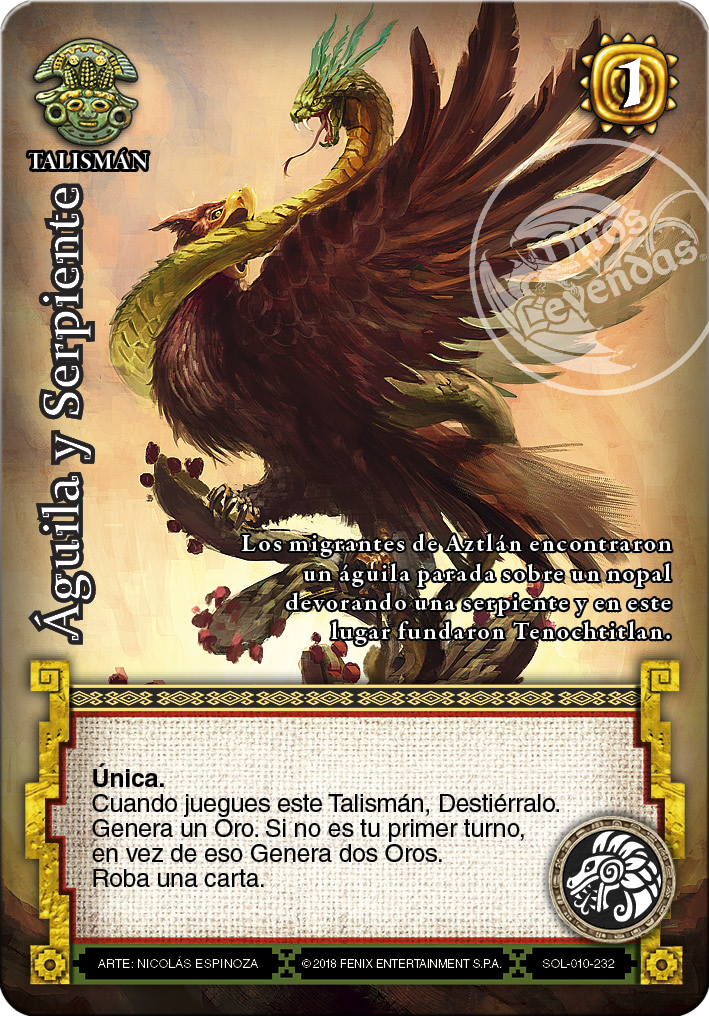 TALISMÁN
1
Águila y Serpiente
Mitos y Leyendas
Los migrantes de Aztlán encontraron
un águila parada sobre un nopal
devorando una serpiente y en este
lugar fundaron Tenochtitlan.
Única.
Cuando juegues este Talismán, Destiérralo.
Genera un Oro. Si no es tu primer turno,
en vez de eso Genera dos Oros.
Roba una carta.
ARTE: NICOLÁS ESPINOZA
©2018 FENIX ENTERTAINMENT S.P.A.
SOL-010-232